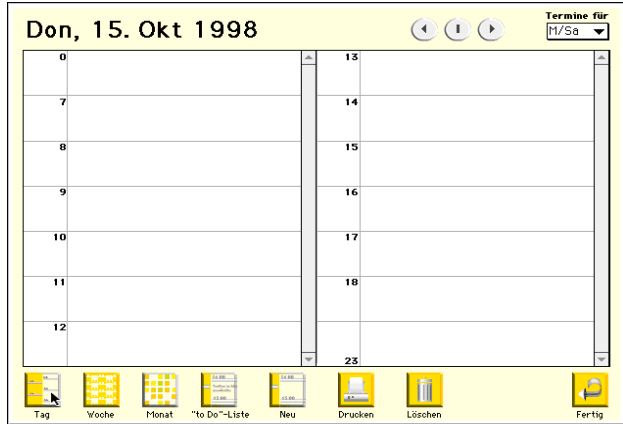 Termine für
Don, 15. Okt 1998
M/Sa
0
7
8
9
10
11
12
13
14
15
16
17
18
23
Tag
Woche
Monat
"to Do"-Liste
Neu
Drucken
Löschen
Fertig